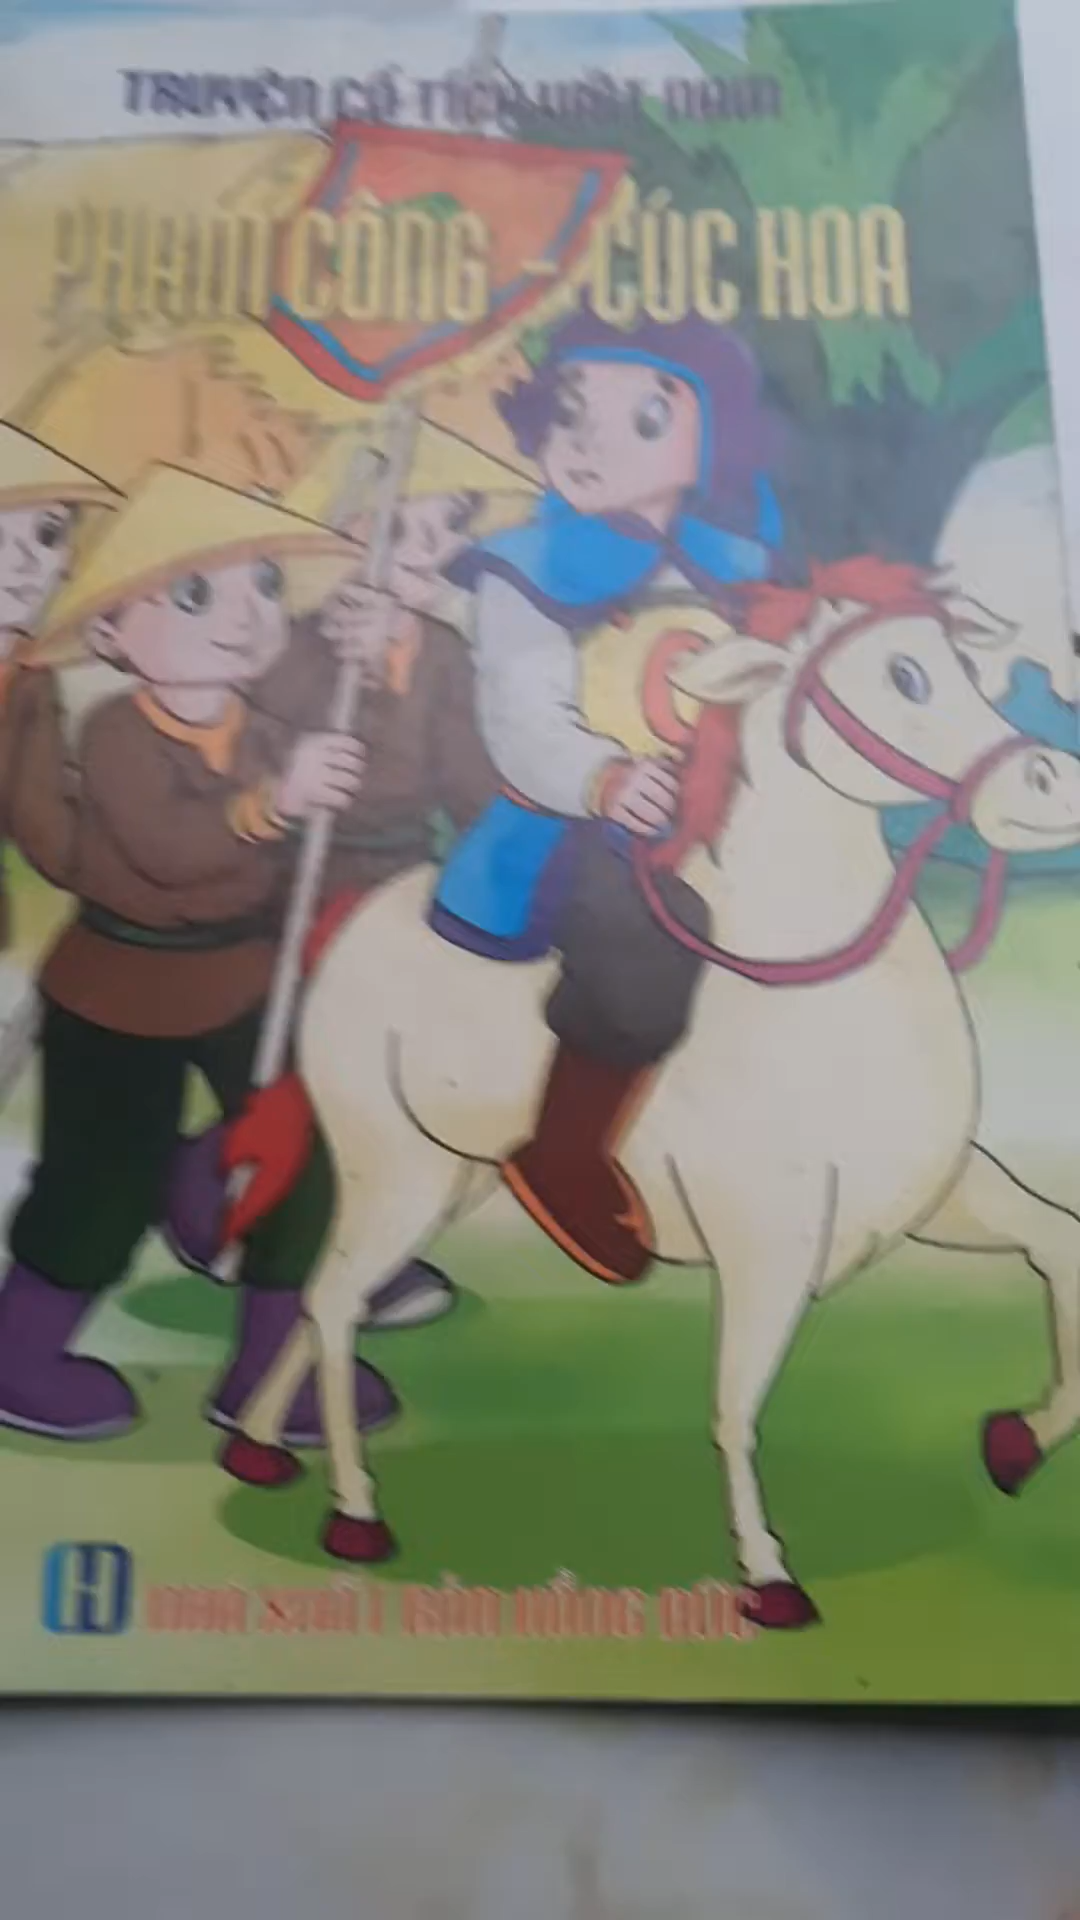 TRUYỆN CỔ TÍCH VIỆT NAM
PHẠM CÔNG - CÚC HOA
NHÀ XUẤT BẢN HỒNG ĐỨC